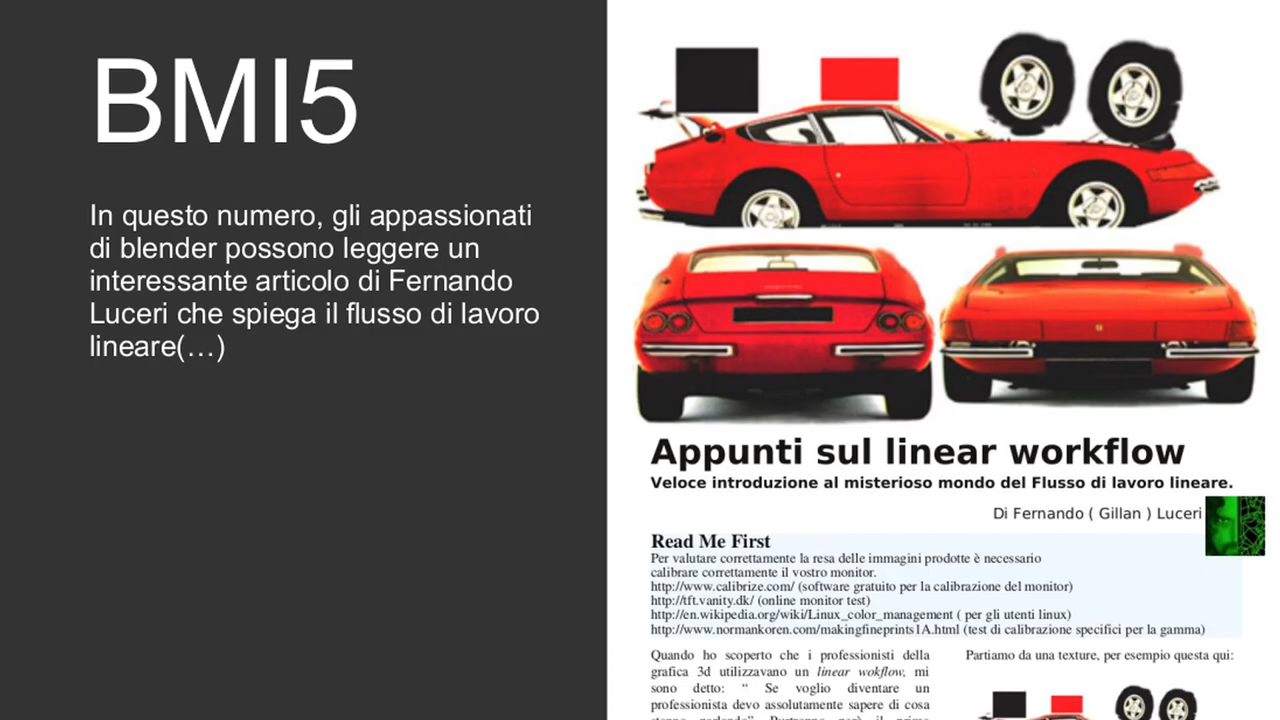 BMI5
In questo numero, gli appassionati
di blender possono leggere un
interessante articolo di Fernando
Luceri che spiega il flusso di lavoro
lineare(…)
Appunti sul linear workflow
Veloce introduzione al misterioso mondo del Flusso di lavoro lineare.
Di Fernando ( Gillan ) Luceri
Read Me First
Per valutare correttamente la resa delle immagini prodotte è necessario
calibrare correttamente il vostro monitor.
http://www.calibrize.com/ (software gratuito per la calibrazione del monitor)
http://tft.vanity.dk/ (online monitor test)
http://en.wikipedia.org/wiki/Linux_color_management ( per gli utenti linux)
http://www.normankoren.com/makingfineprints1A.html (test di calibrazione specifici per la gamma)
Quando ho scoperto che i professionisti della
grafica 3d utilizzavano un linear wokflow, mi
sono detto: “ Se voglio diventare un
professionista devo assolutamente sapere di cosa
Partiamo da una texture, per esempio questa qui: